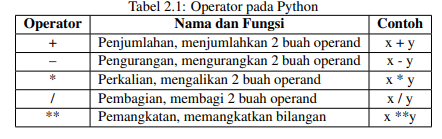 Tabel 2.1: Operator pada Python
Operator Nama dan Fungsi Contoh
+ Penjumlahan, menjumlahkan 2 buah operand x + y
– Pengurangan, mengurangkan 2 buah operand x - y
* Perkalian, mengalikan 2 buah operand x * y
/ Pembagian, membagi 2 buah operand x / y
** Pemangkatan, memangkatkan bilangan x **y